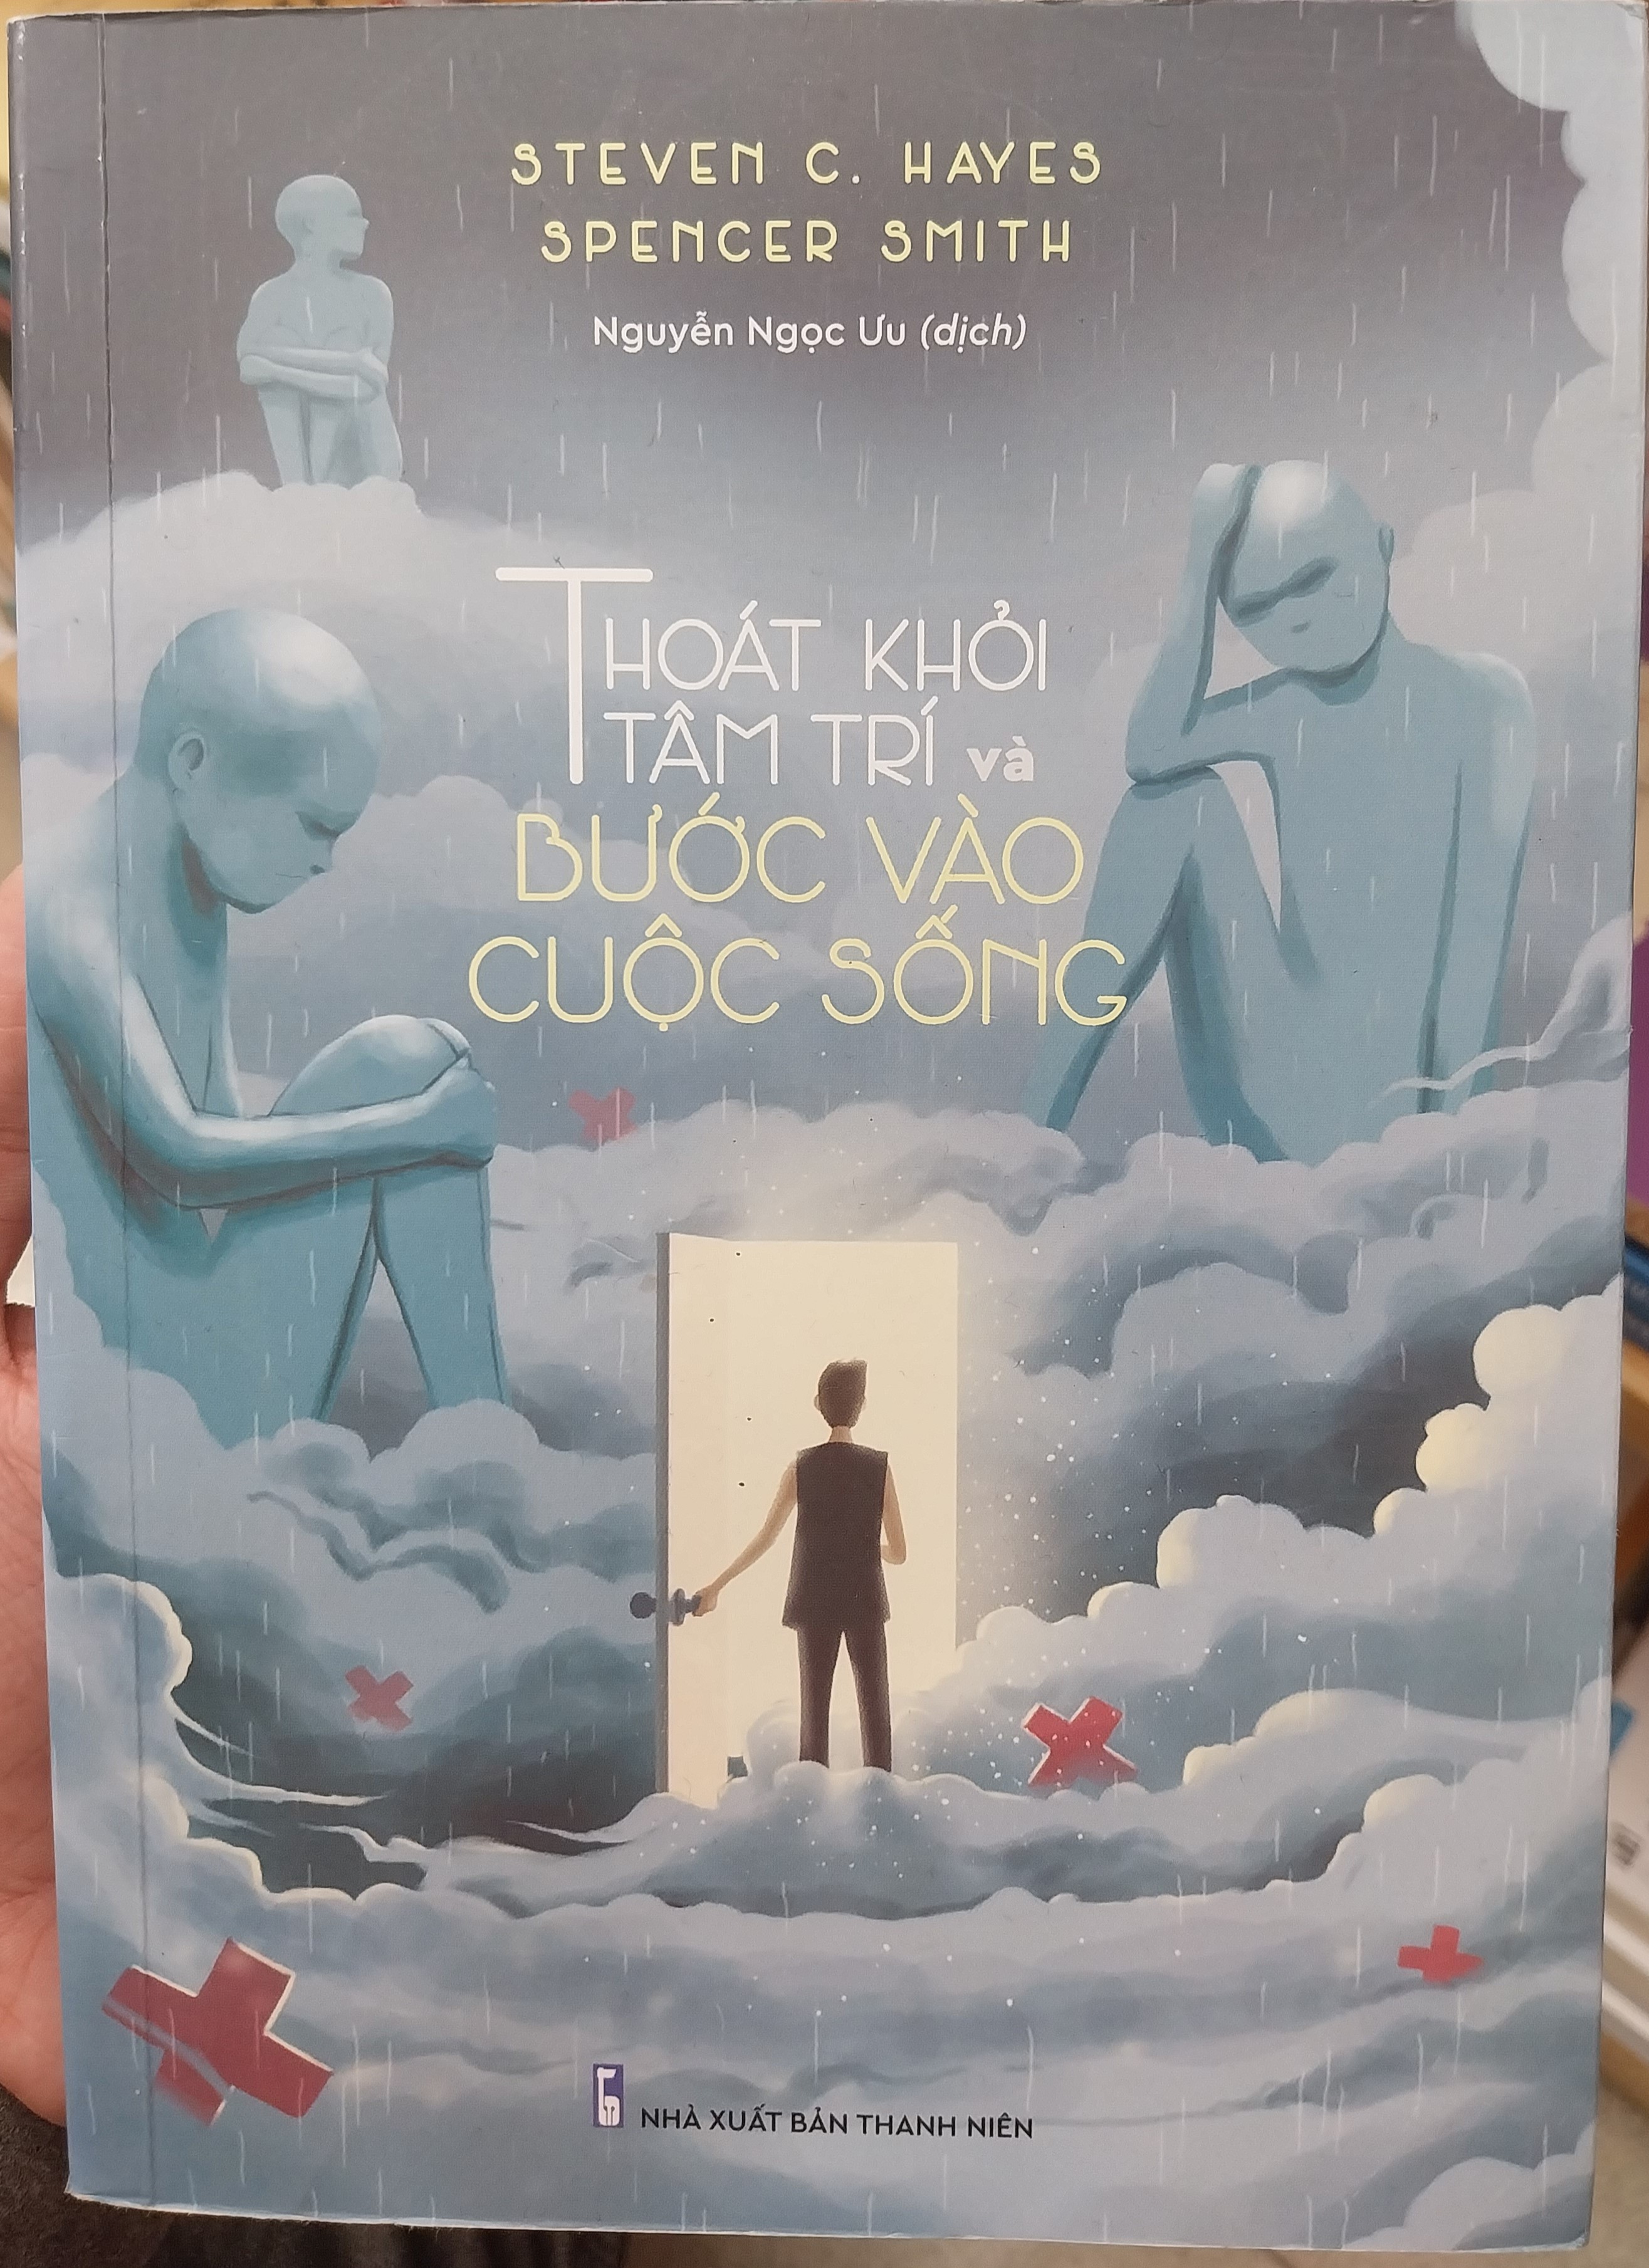 STEVEN C. HAYES
SPENCER SMITH
Nguyễn Ngọc Ưu (dịch)
THOÁT KHỎI
TÂM TRÍ và
BƯỚC VÀO
CUỘC SỐNG
NHÀ XUẤT BẢN THANH NIÊN